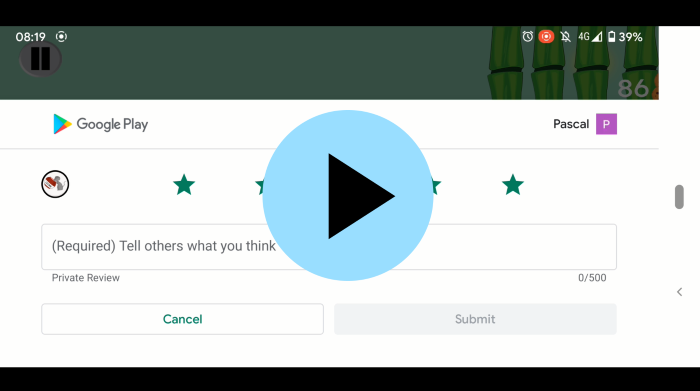 08:19
4G 39%
86
Google Play
Pascal P
(Required) Tell others what you think
Private Review
0/500
Cancel
Submit